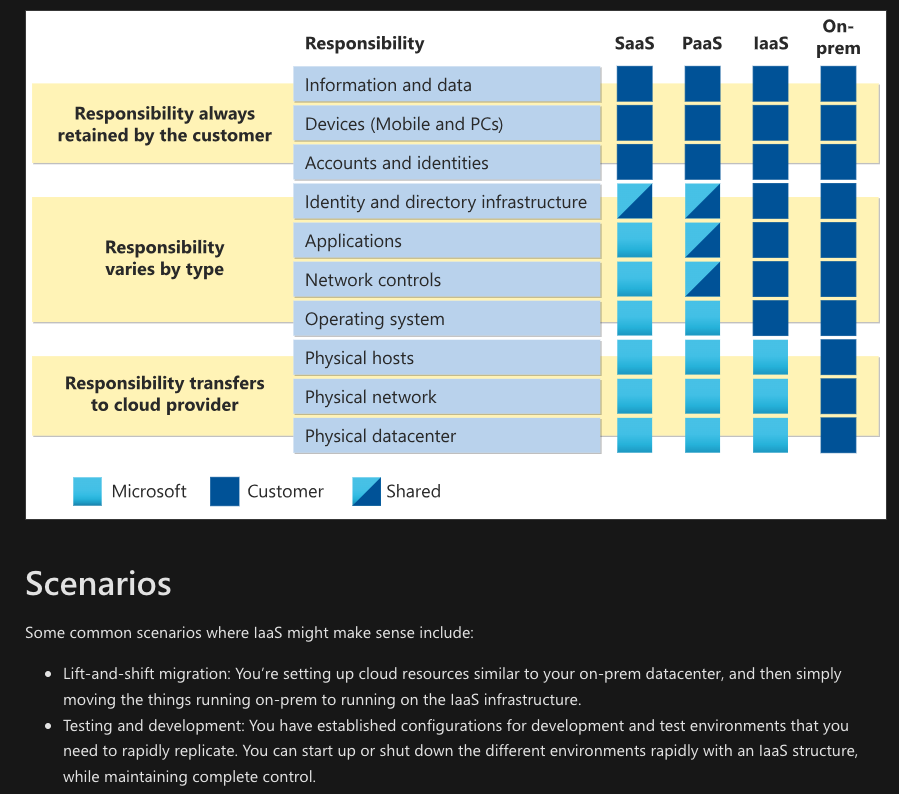 Responsibility SaaS PaaS IaaS On-
prem
Information and data
Responsibility always
retained by the customer
Devices (Mobile and PCs)
Accounts and identities
Identity and directory infrastructure
Responsibility
varies by type
Applications
Network controls
Operating system
Physical hosts
Responsibility transfers
to cloud provider
Physical network
Physical datacenter
Microsoft Customer Shared
Scenarios
Some common scenarios where IaaS might make sense include:
• Lift-and-shift migration: You’re setting up cloud resources similar to your on-prem datacenter, and then simply
moving the things running on-prem to running on the IaaS infrastructure.
• Testing and development: You have established configurations for development and test environments that you
need to rapidly replicate. You can start up or shut down the different environments rapidly with an IaaS structure,
while maintaining complete control.